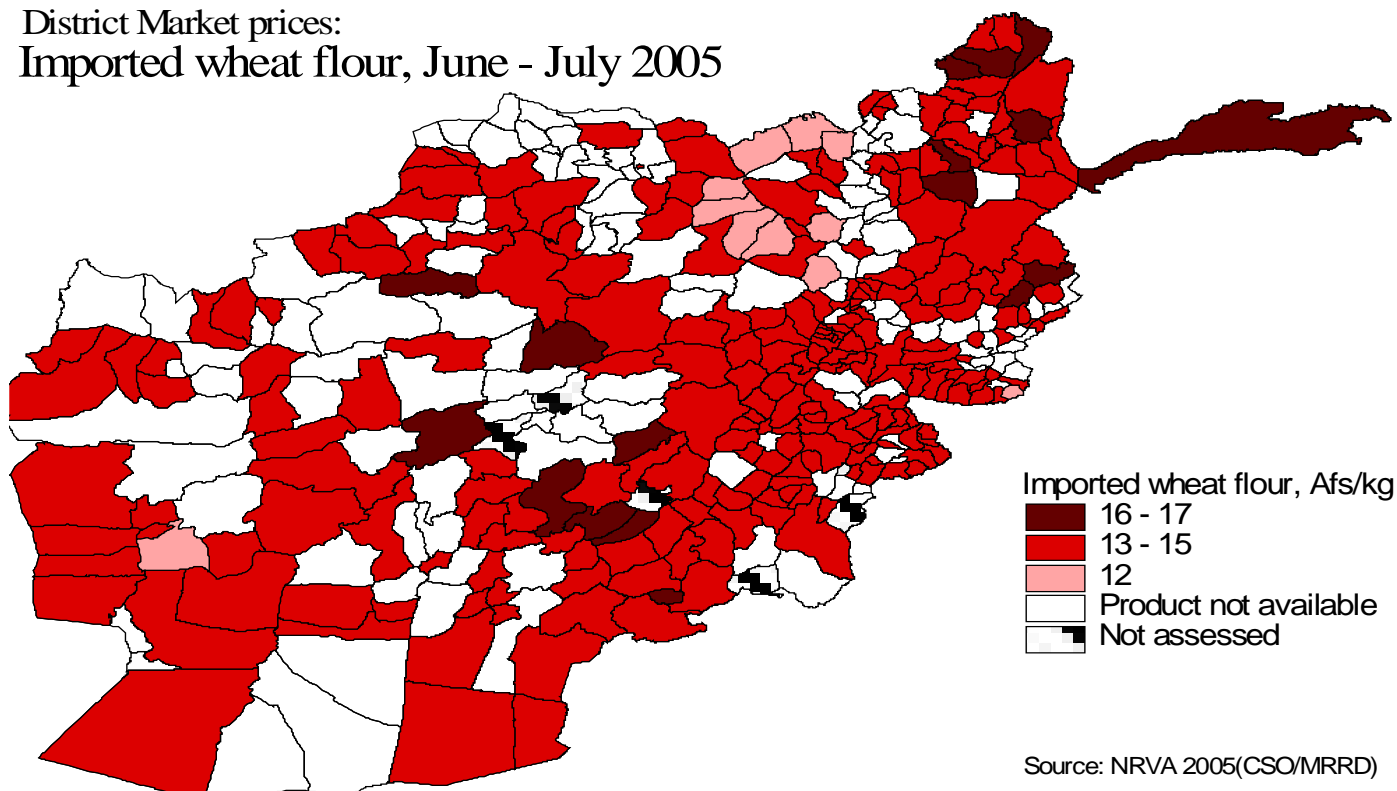 District Market prices:
Imported wheat flour, June - July 2005
Imported wheat flour, Afs/kg
16 - 17
13 - 15
12
Product not available
Not assessed
Source: NRVA 2005(CSO/MRRD)